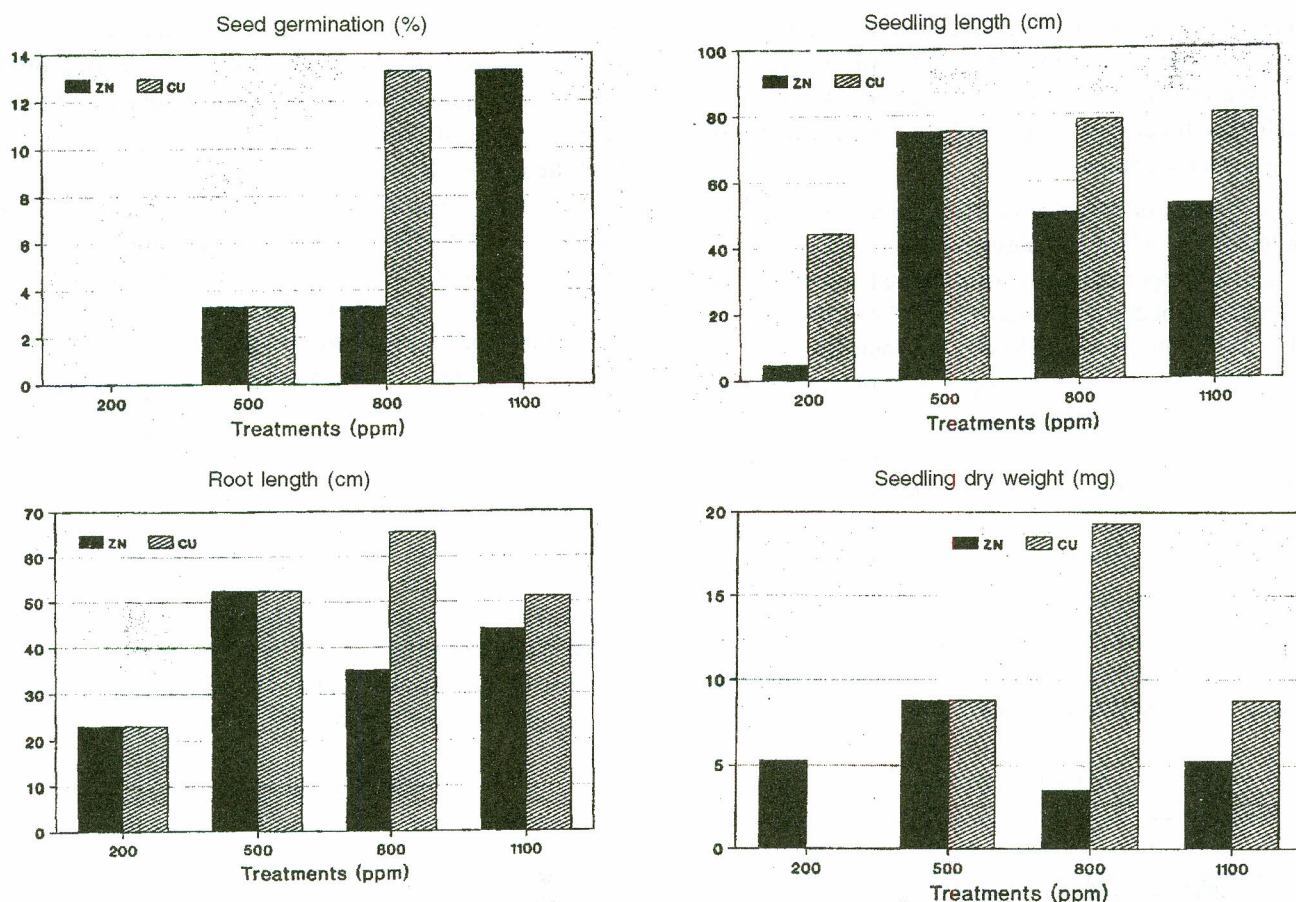 Seed germination (%)
14
12
10
8
6
4
2
0
ZN CU
200 500 800 1100
Treatments (ppm)
Seedling length (cm)
100
80
60
40
20
0
ZN CU
200 500 800 1100
Treatments (ppm)
Root length (cm)
70
60
50
40
30
20
10
0
ZN CU
200 500 800 1100
Treatments (ppm)
Seedling dry weight (mg)
20
15
10
5
0
ZN CU
200 500 800 1100
Treatments (ppm)